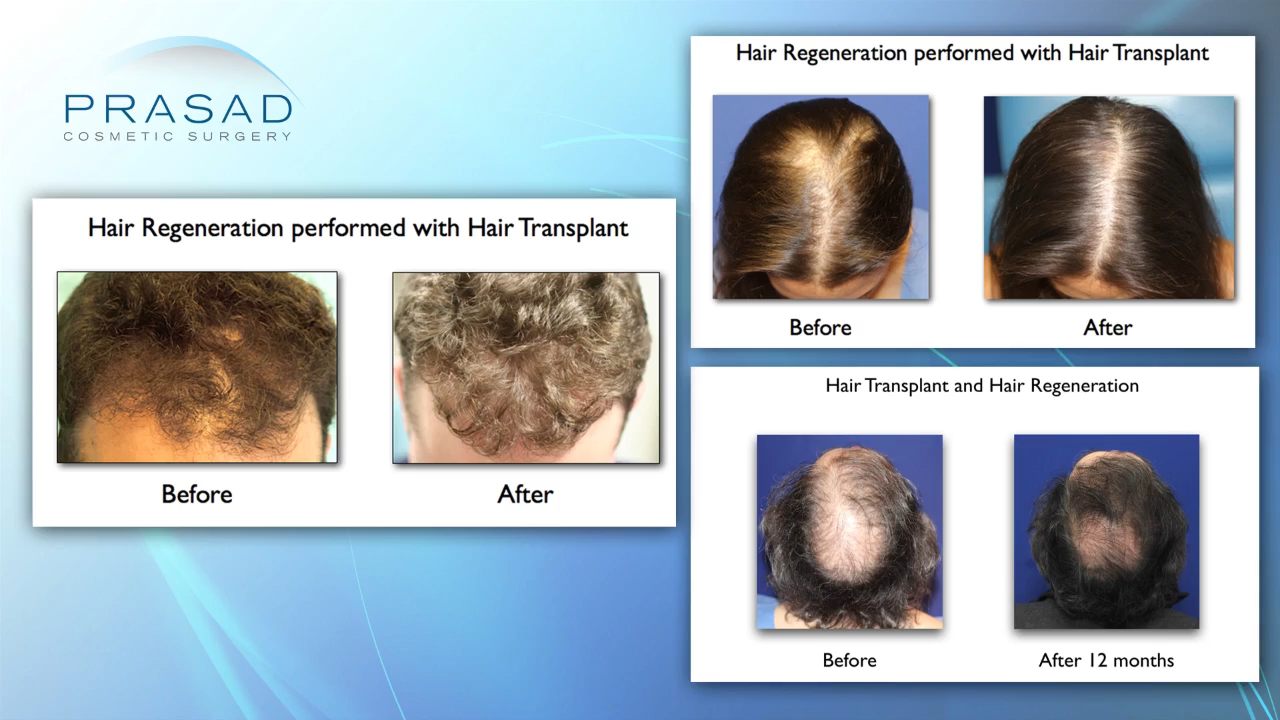 PRASAD
COSMETIC SURGERY
Hair Regeneration performed with Hair Transplant
Before
After
Hair Regeneration performed with Hair Transplant
Before
After
Hair Transplant and Hair Regeneration
Before
After 12 months